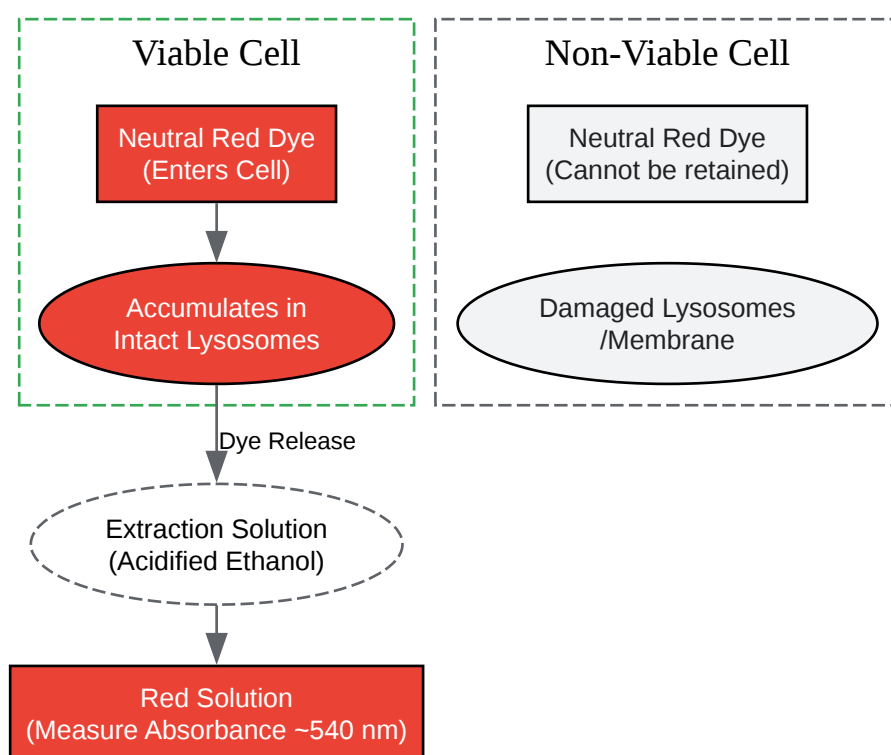 Viable Cell
Neutral Red Dye
(Enters Cell)
Accumulates in
Intact Lysosomes
Dye Release
Extraction Solution
(Acidified Ethanol)
Red Solution
(Measure Absorbance ~540 nm)
Non-Viable Cell
Neutral Red Dye
(Cannot be retained)
Damaged Lysosomes
/Membrane